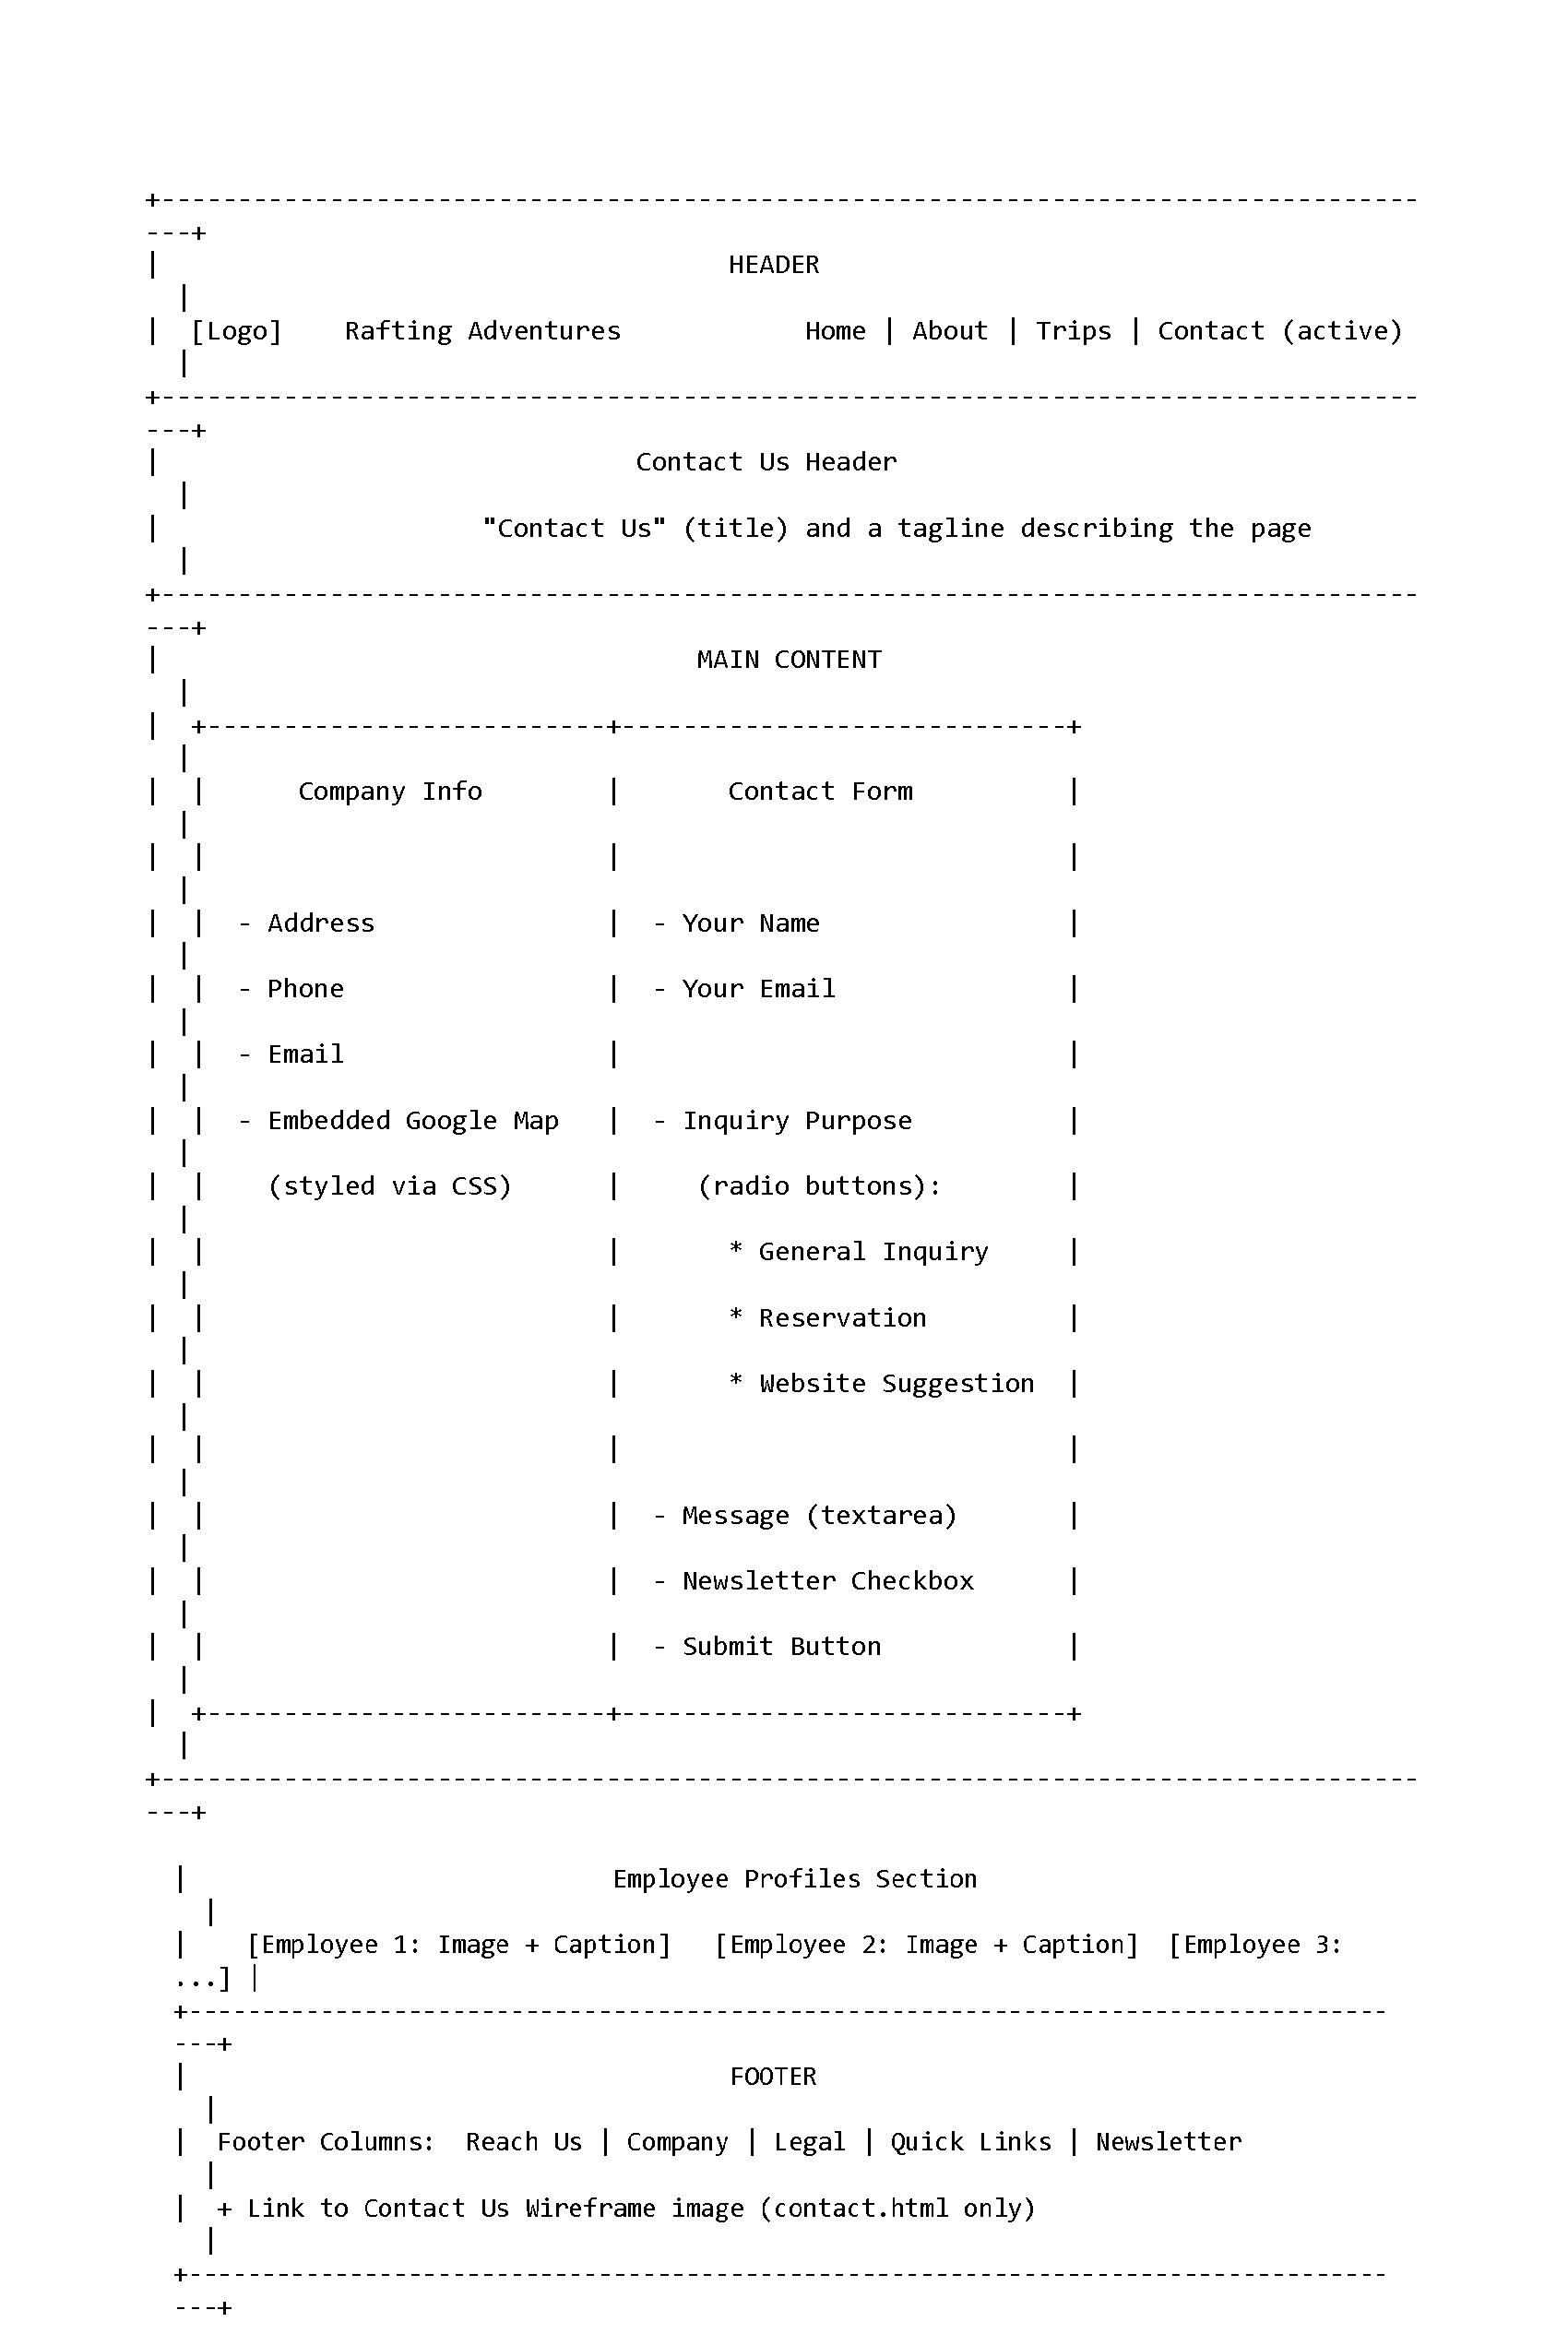 +----------------------------------------------------------------------------------
---+
|                                     HEADER
  |
|  [Logo]    Rafting Adventures            Home | About | Trips | Contact (active)
  |
+----------------------------------------------------------------------------------
---+
|                               Contact Us Header
  |
|                     "Contact Us" (title) and a tagline describing the page
  |
+----------------------------------------------------------------------------------
---+
|                                   MAIN CONTENT
  |
|  +--------------------------+-----------------------------+
  |
|  |      Company Info        |       Contact Form          |
  |
|  |                          |                             |
  |
|  |  - Address               |  - Your Name                |
  |
|  |  - Phone                 |  - Your Email               |
  |
|  |  - Email                 |                             |
  |
|  |  - Embedded Google Map   |  - Inquiry Purpose          |
  |
|  |    (styled via CSS)      |     (radio buttons):        |
  |
|  |                          |       * General Inquiry     |
  |
|  |                          |       * Reservation         |
  |
|  |                          |       * Website Suggestion  |
  |
|  |                          |                             |
  |
|  |                          |  - Message (textarea)       |
  |
|  |                          |  - Newsletter Checkbox      |
  |
|  |                          |  - Submit Button            |
  |
|  +--------------------------+-----------------------------+
  |
+----------------------------------------------------------------------------------
---+
|                             Employee Profiles Section
  |
|    [Employee 1: Image + Caption]   [Employee 2: Image + Caption]  [Employee 3:
...] |
+----------------------------------------------------------------------------------
---+
|                                     FOOTER
  |
|  Footer Columns:  Reach Us | Company | Legal | Quick Links | Newsletter
  |
|  + Link to Contact Us Wireframe image (contact.html only)
  |
+----------------------------------------------------------------------------------
---+